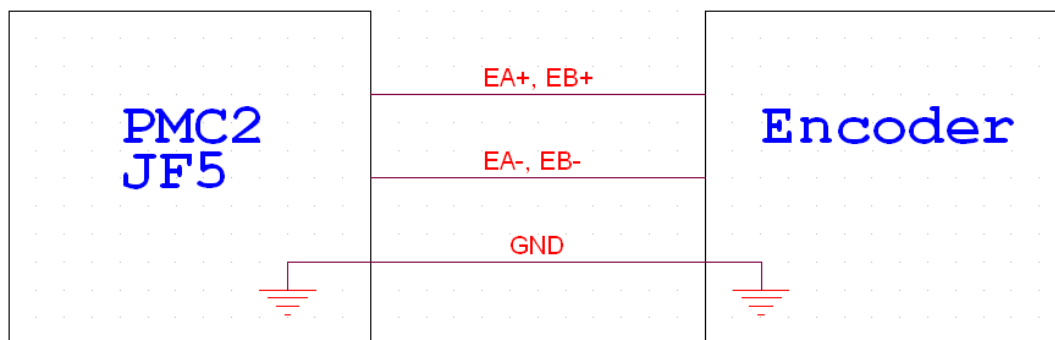 EA+, EB+
PMC2
JF5
Encoder
EA-, EB-
GND